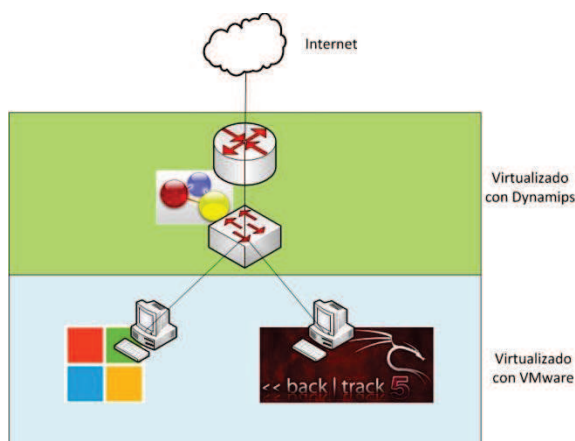 Internet
Virtualizado
con Dynamips
Virtualizado
con VMware
<< back | track 5